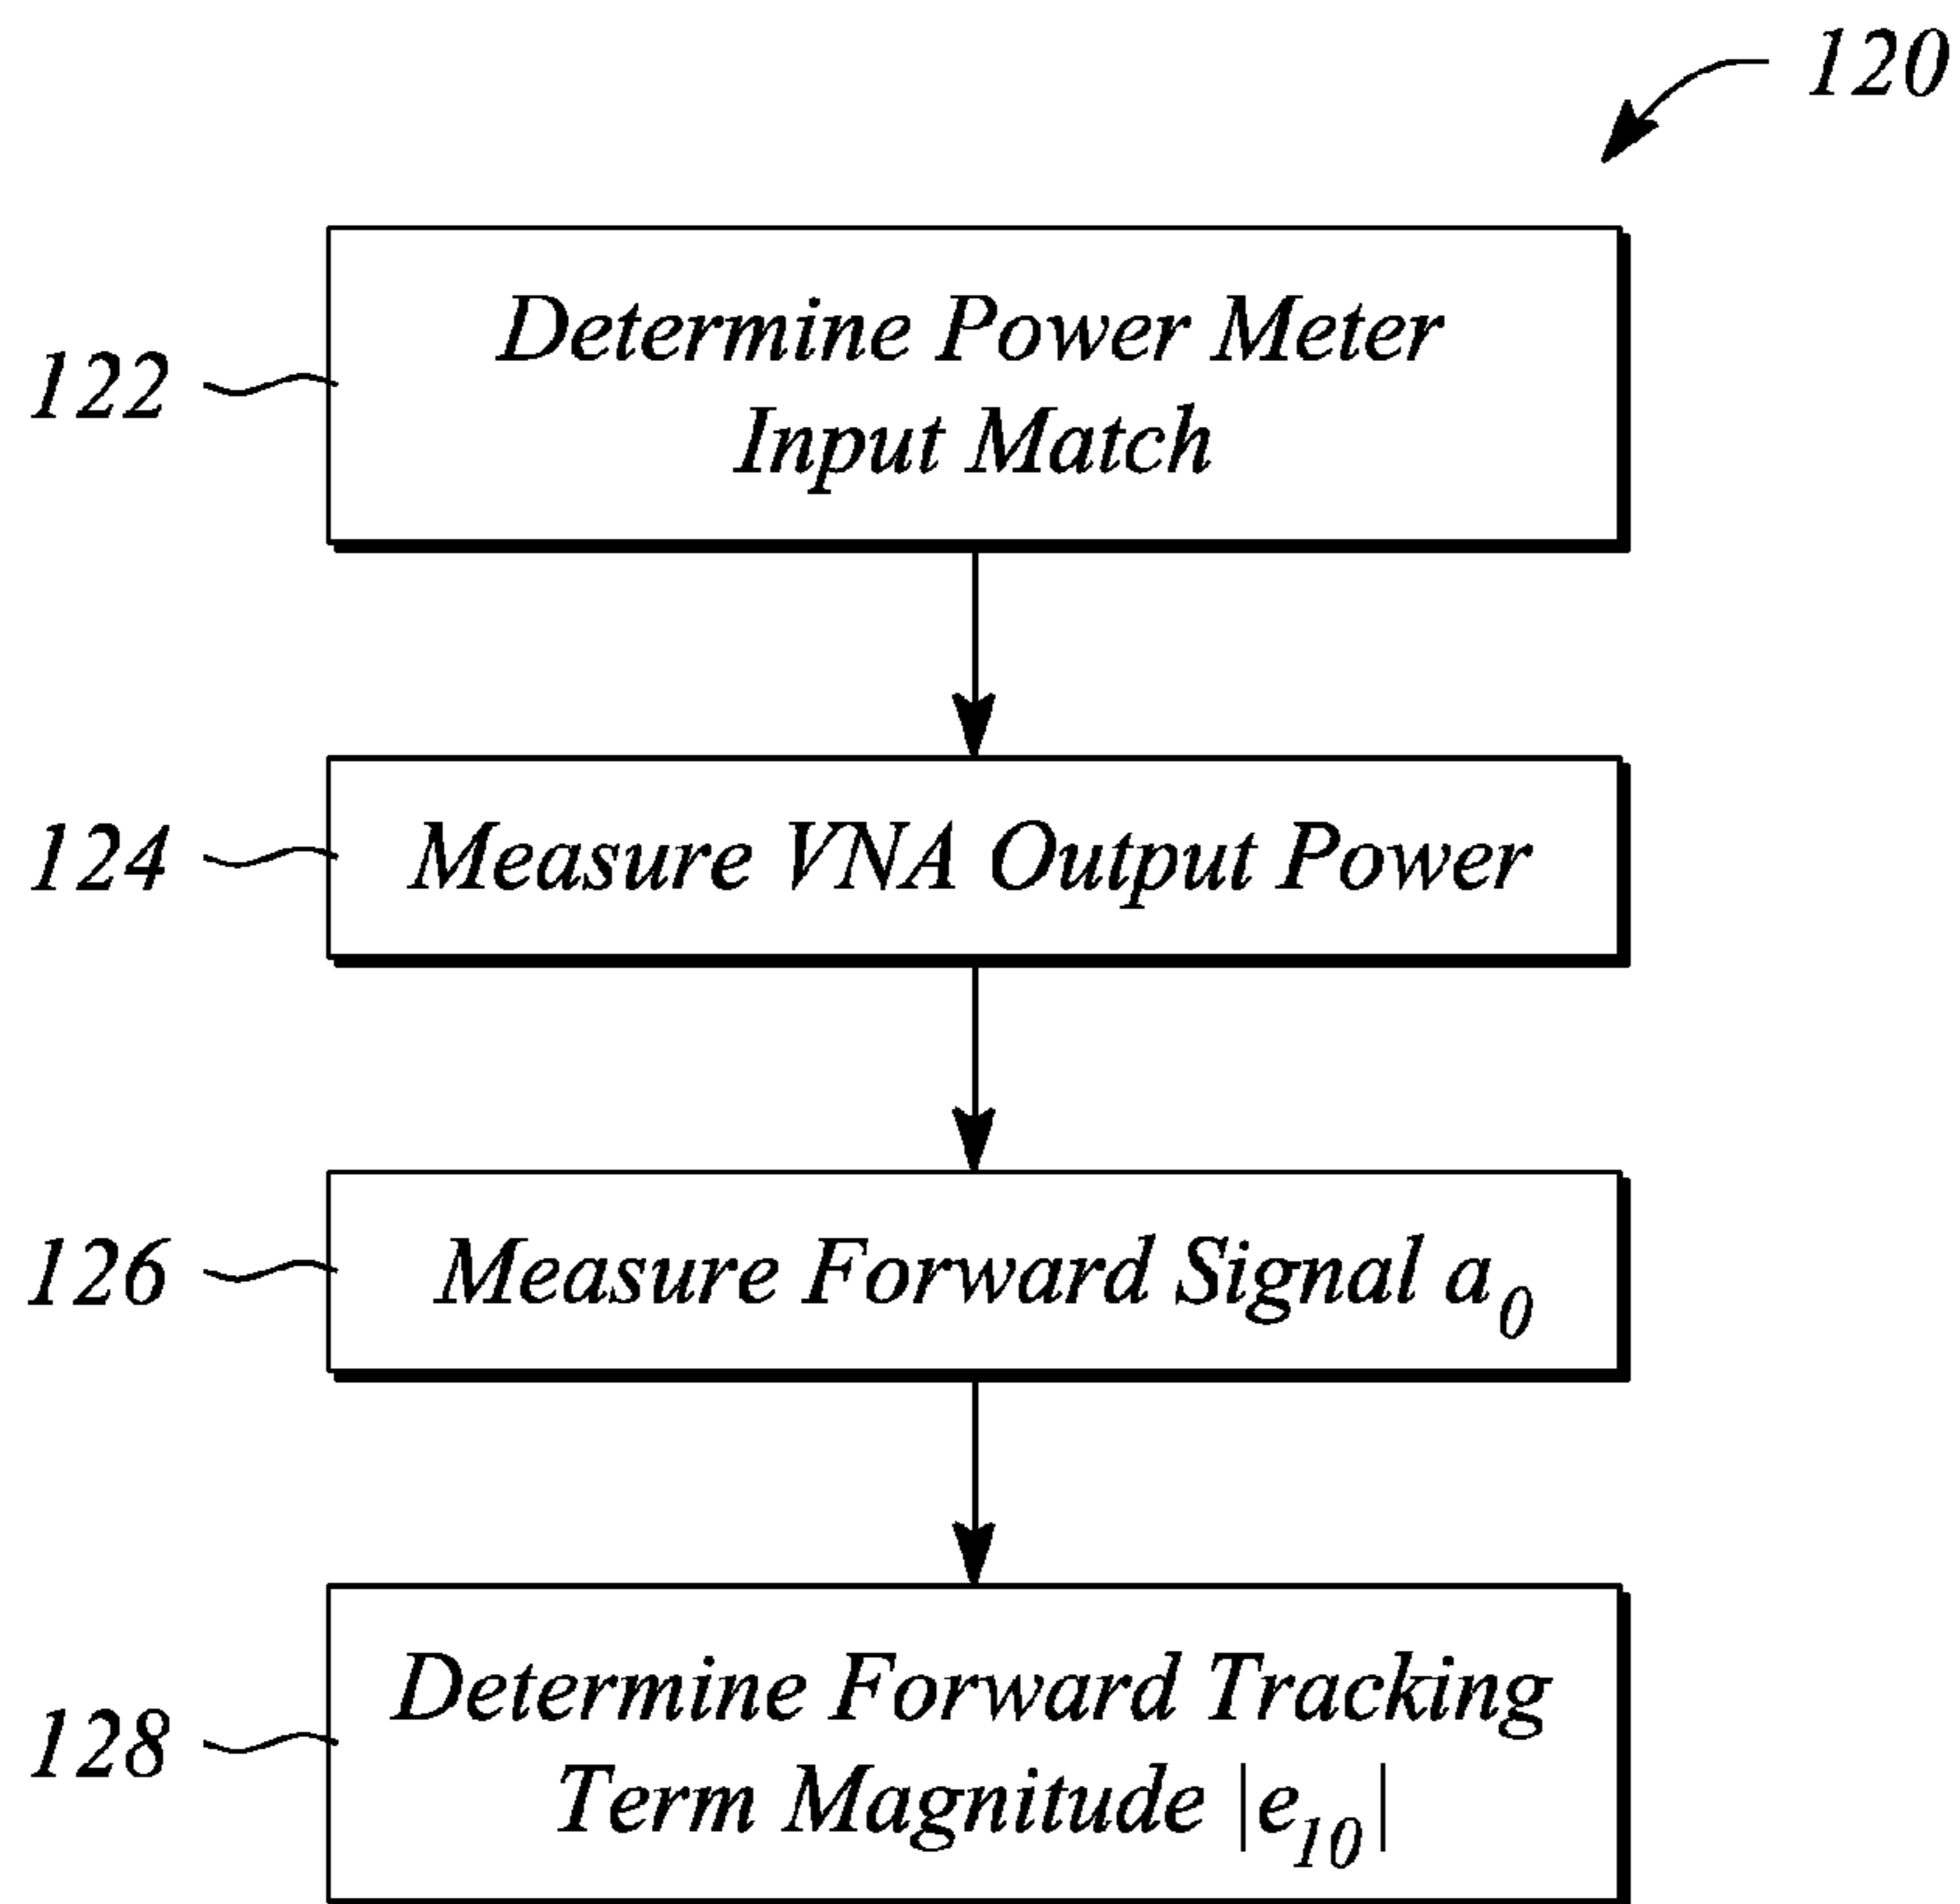 120
122
Determine Power Meter
Input Match
124
Measure VNA Output Power
126
Measure Forward Signal a₀
128
Determine Forward Tracking
Term Magnitude |e₁₀|